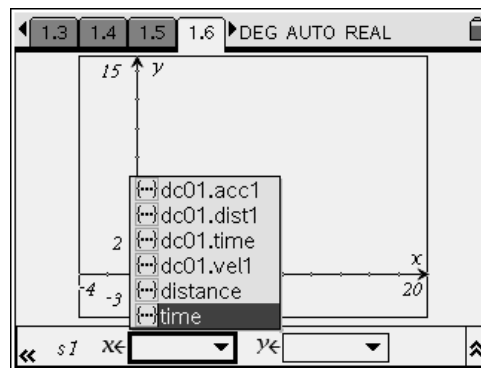 1.3 1.4 1.5 1.6 DEG AUTO REAL
15 y
dc01.acc1
dc01.dist1
dc01.time
dc01.vel1
distance
time
2
x
-4 -3 20
s1 x← y←